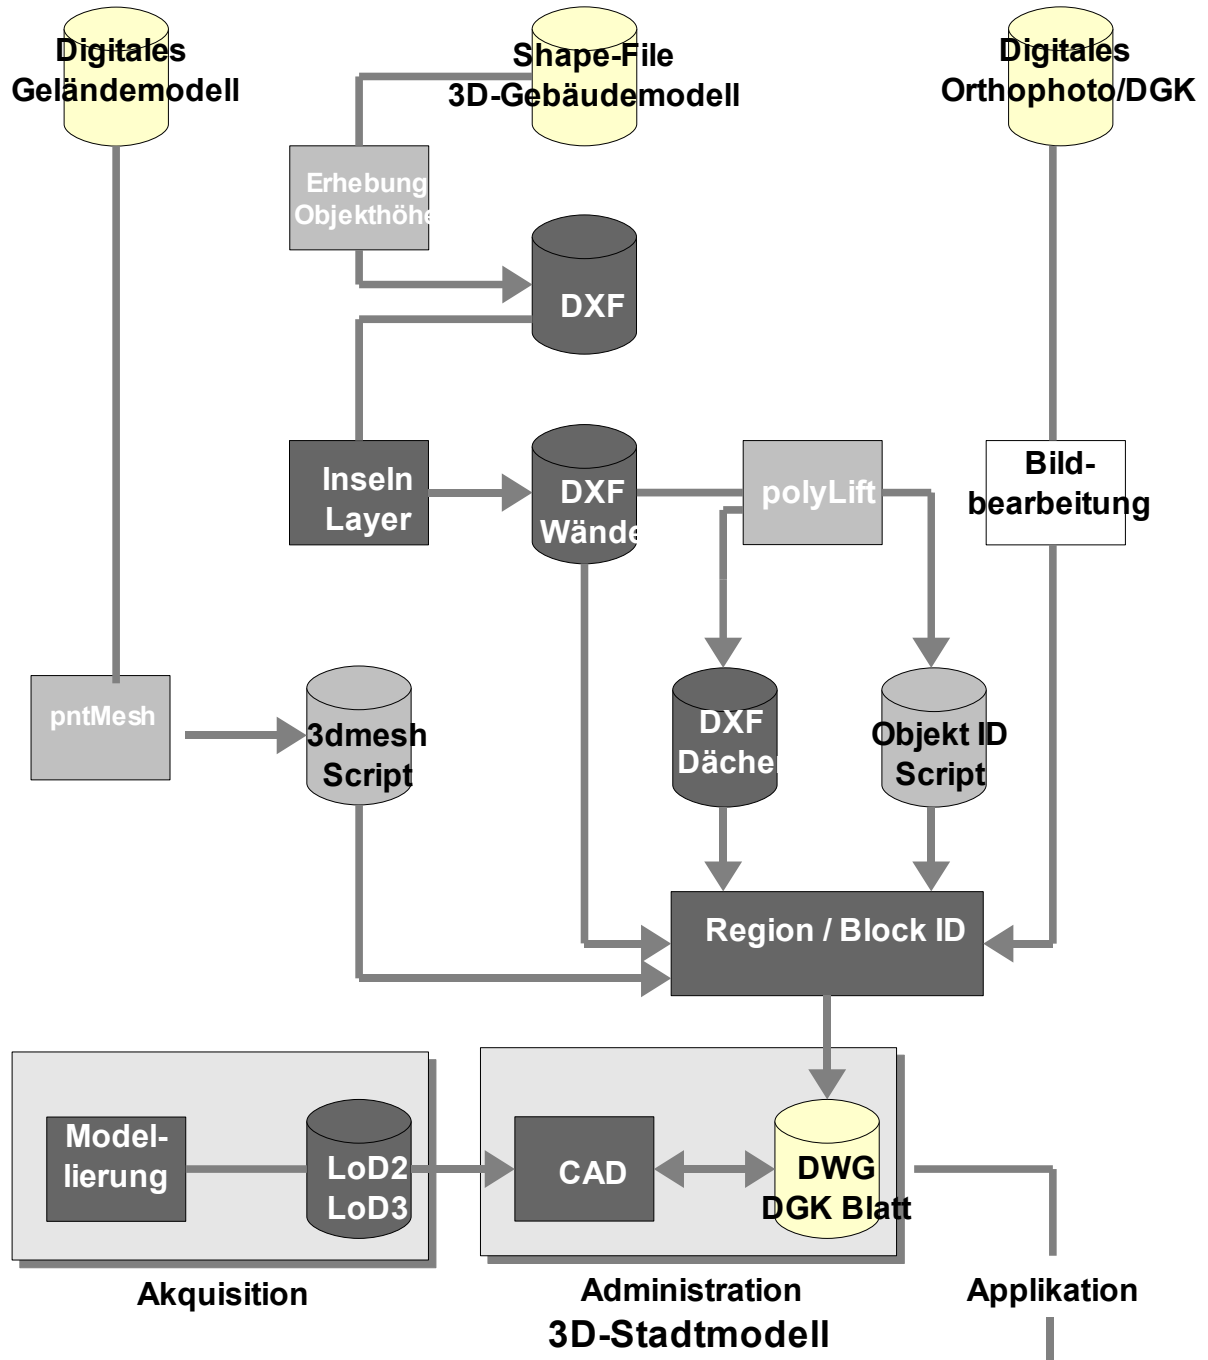 Digitales
Geländemodell
Shape-File
3D-Gebäudemodell
Digitales
Orthophoto/DGK
Erhebung
Objekthöhe
DXF
Inseln
Layer
DXF
Wände
polyLift
Bild-
bearbeitung
pntMesh
3dmesh
Script
DXF
Dächer
Objekt ID
Script
Region / Block ID
Model-
lierung
LoD2
LoD3
CAD
DWG
DGK Blatt
Akquisition
Administration
Applikation
3D-Stadtmodell